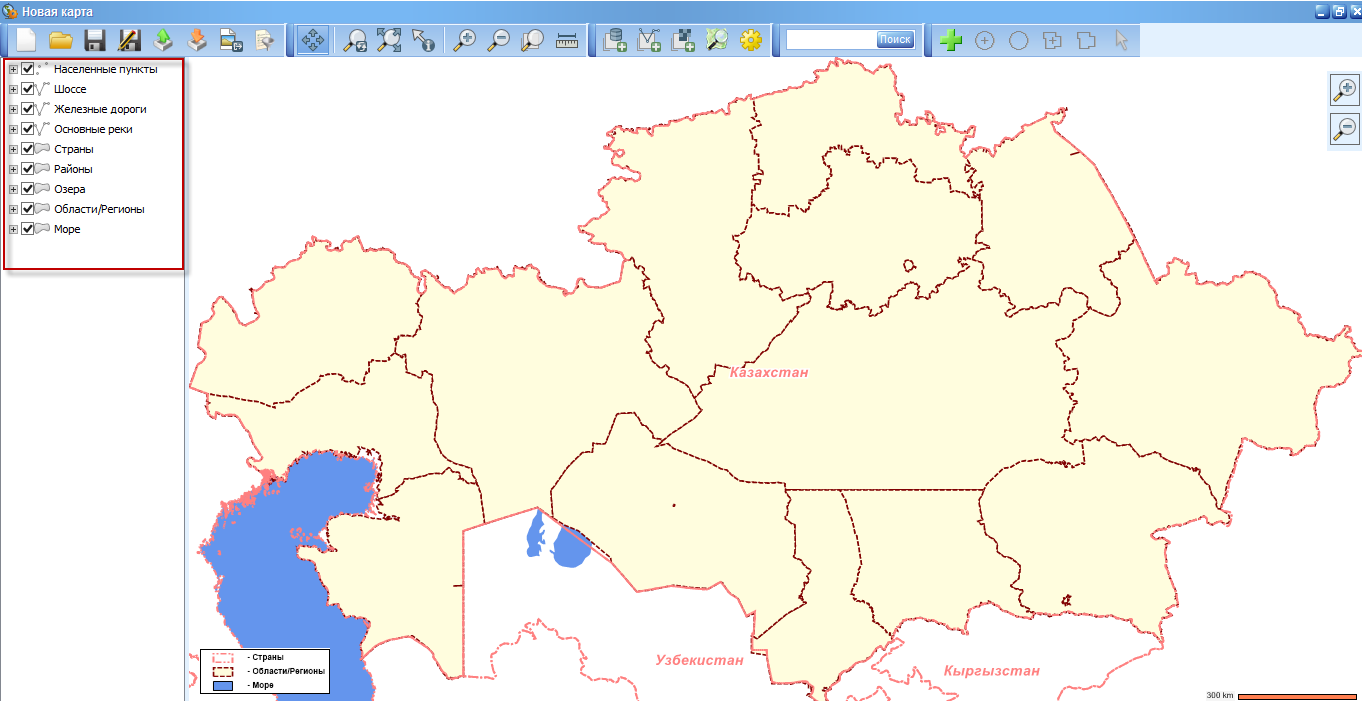 Новая карта
Поиск
Населенные пункты
Шоссе
Железные дороги
Основные реки
Страны
Районы
Озера
Области/Регионы
Море
Казахстан
Узбекистан
Кыргызстан
- Страны
- Области/Регионы
- Море
300 km